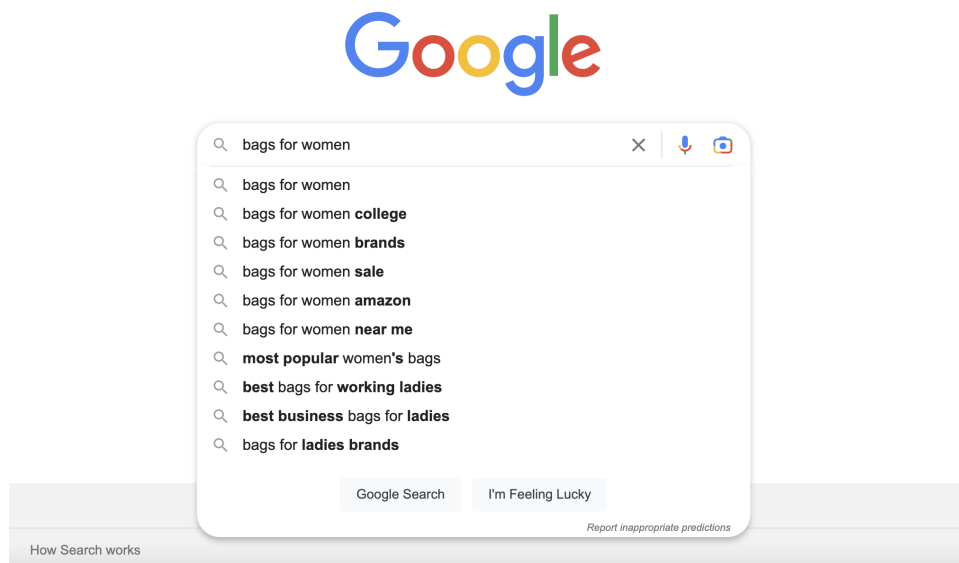 Google
bags for women
bags for women
bags for women college
bags for women brands
bags for women sale
bags for women amazon
bags for women near me
most popular women's bags
best bags for working ladies
best business bags for ladies
bags for ladies brands
Google Search I'm Feeling Lucky
Report inappropriate predictions
How Search works